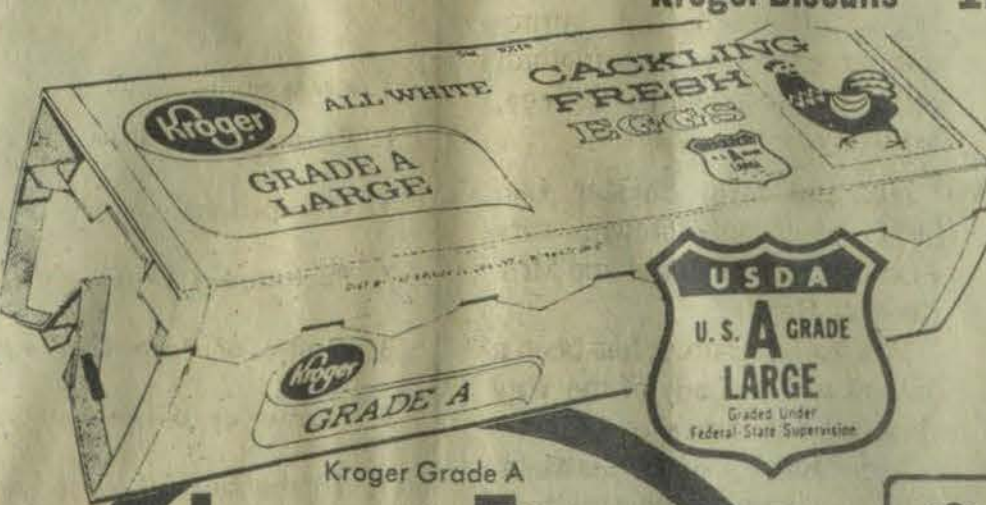 Kroger Biscuits
Kroger
ALL WHITE
CACKLING
FRESH
EGGS
GRADE A
LARGE
A
LARGE
Kroger
GRADE A
USDA
U. S. A GRADE
LARGE
Graded Under
Federal-State Supervision
Kroger Grade A